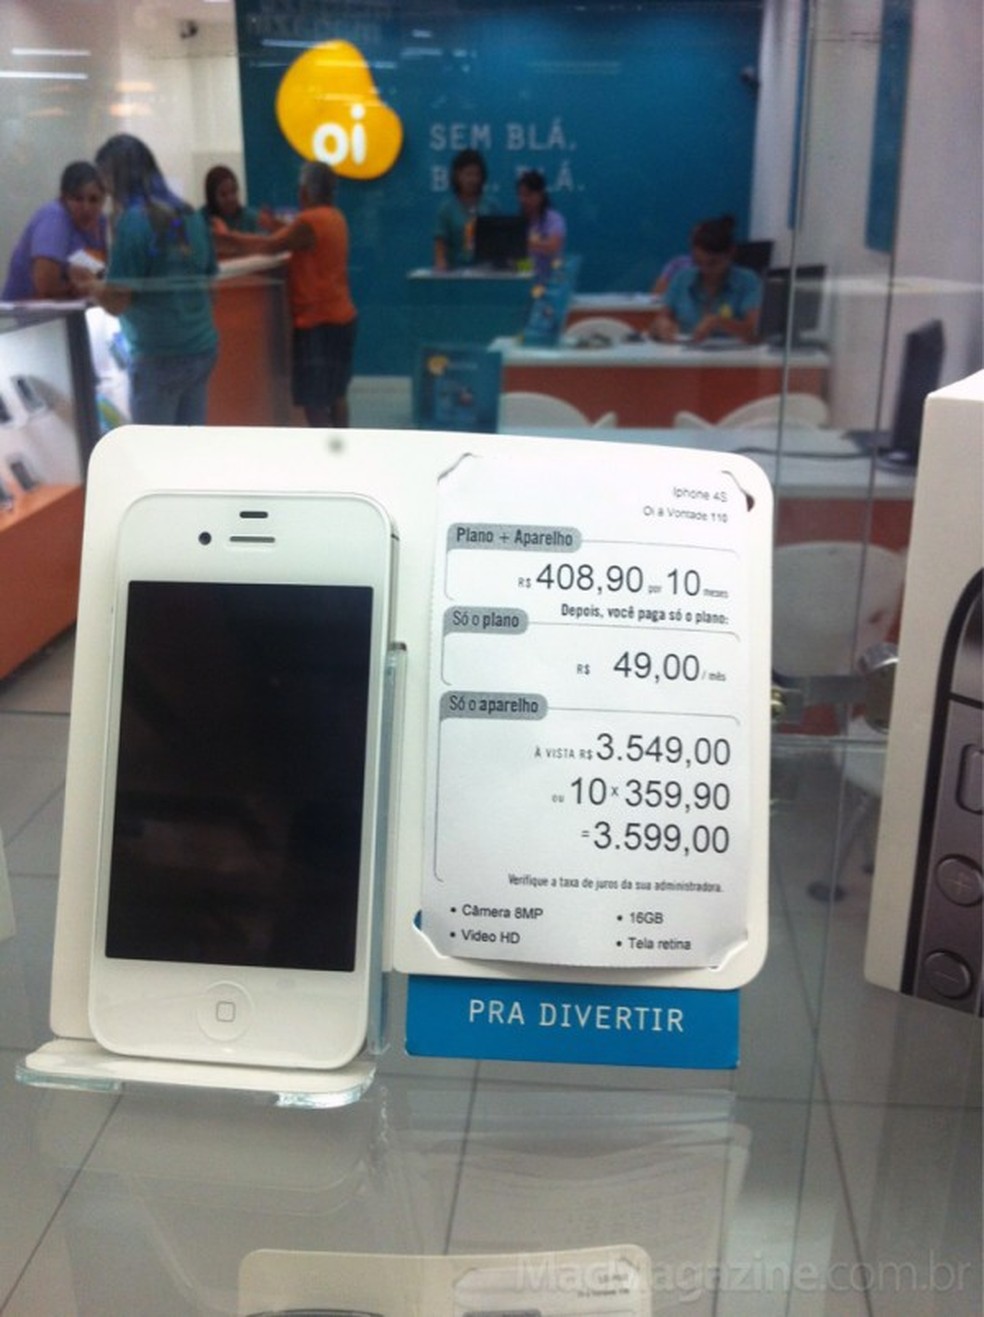 oi
SEM BLÁ.
Iphone 4S
Oi à Vontade 110
Plano + Aparelho
R$ 408,90 por 10 meses
Depois, você paga só o plano:
Só o plano
R$ 49,00 / mês
Só o aparelho
À VISTA R$ 3.549,00
ou 10 x 359,90
= 3.599,00
Verifique a taxa de juros da sua administradora.
• Câmera 8MP
• 16GB
• Video HD
• Tela retina
PRA DIVERTIR
MacMagazine.com.br